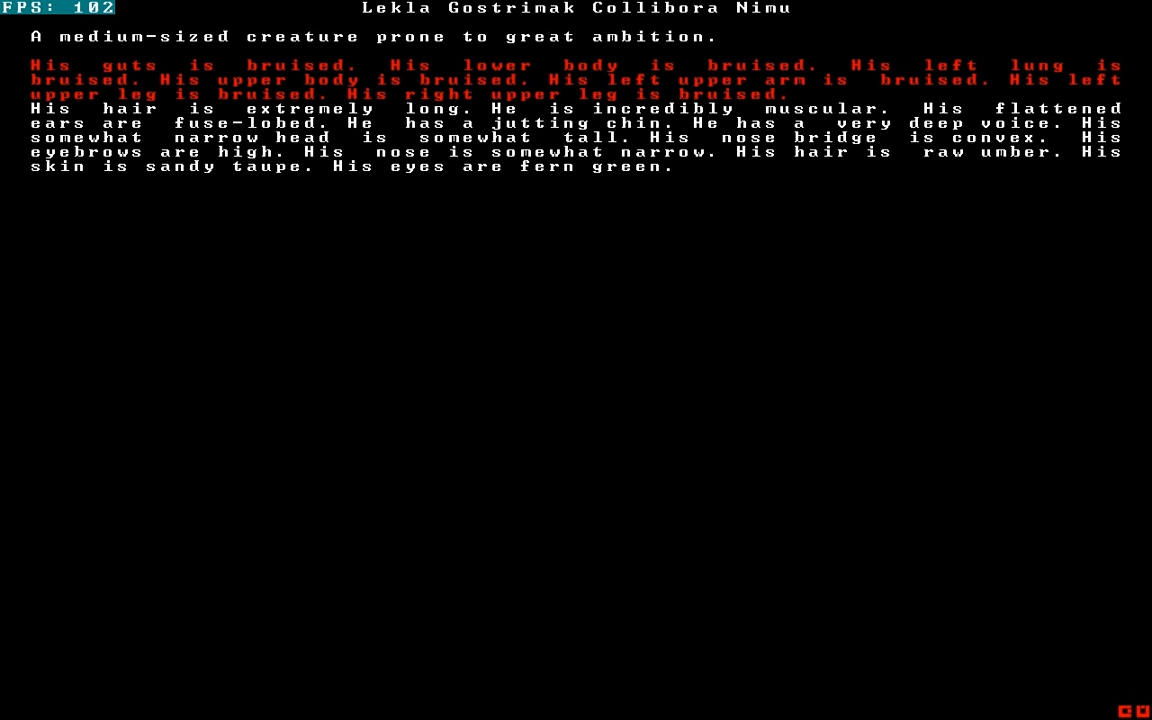 FPS: 102 Lekla Gostrimak Collibora Nimu
A medium-sized creature prone to great ambition.
His guts is bruised. His lower body is bruised. His left lung is
bruised. His upper body is bruised. His left upper arm is bruised. His left
upper leg is bruised. His right upper leg is bruised.
His hair is extremely long. He is incredibly muscular. His flattened
ears are fuse-lobed. He has a jutting chin. He has a very deep voice. His
somewhat narrow head is somewhat tall. His nose bridge is convex. His
eyebrows are high. His nose is somewhat narrow. His hair is raw umber. His
skin is sandy taupe. His eyes are fern green.